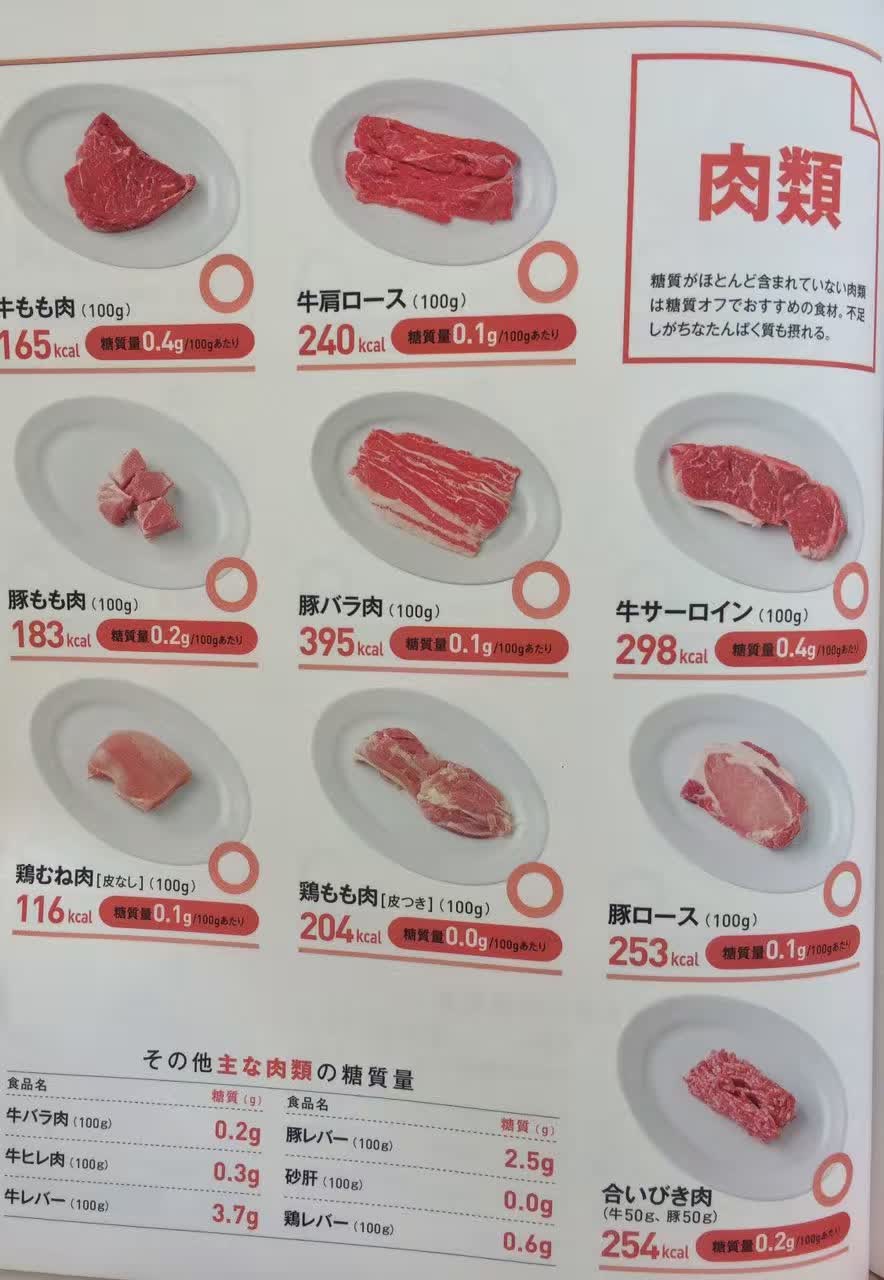 肉類
糖質がほとんど含まれていない肉類
は糖質オフでおすすめの食材。不足
しがちなたんぱく質も摂れる。
牛もも肉(100g)
165kcal 糖質量0.4g/100gあたり
牛肩ロース(100g)
240kcal 糖質量0.1g/100gあたり
豚もも肉(100g)
183kcal 糖質量0.2g/100gあたり
豚バラ肉(100g)
395kcal 糖質量0.1g/100gあたり
牛サーロイン(100g)
298kcal 糖質量0.4g/100gあたり
鶏むね肉[皮なし](100g)
116kcal 糖質量0.1g/100gあたり
鶏もも肉[皮つき](100g)
204kcal 糖質量0.0g/100gあたり
豚ロース(100g)
253kcal 糖質量0.1g/100gあたり
合いびき肉
(牛50g、豚50g)
254kcal 糖質量0.2g/100gあたり
その他主な肉類の糖質量
食品名 糖質(g)
牛バラ肉(100g) 0.2g
牛ヒレ肉(100g) 0.3g
牛レバー(100g) 3.7g
食品名 糖質(g)
豚レバー(100g) 2.5g
砂肝(100g) 0.0g
鶏レバー(100g) 0.6g